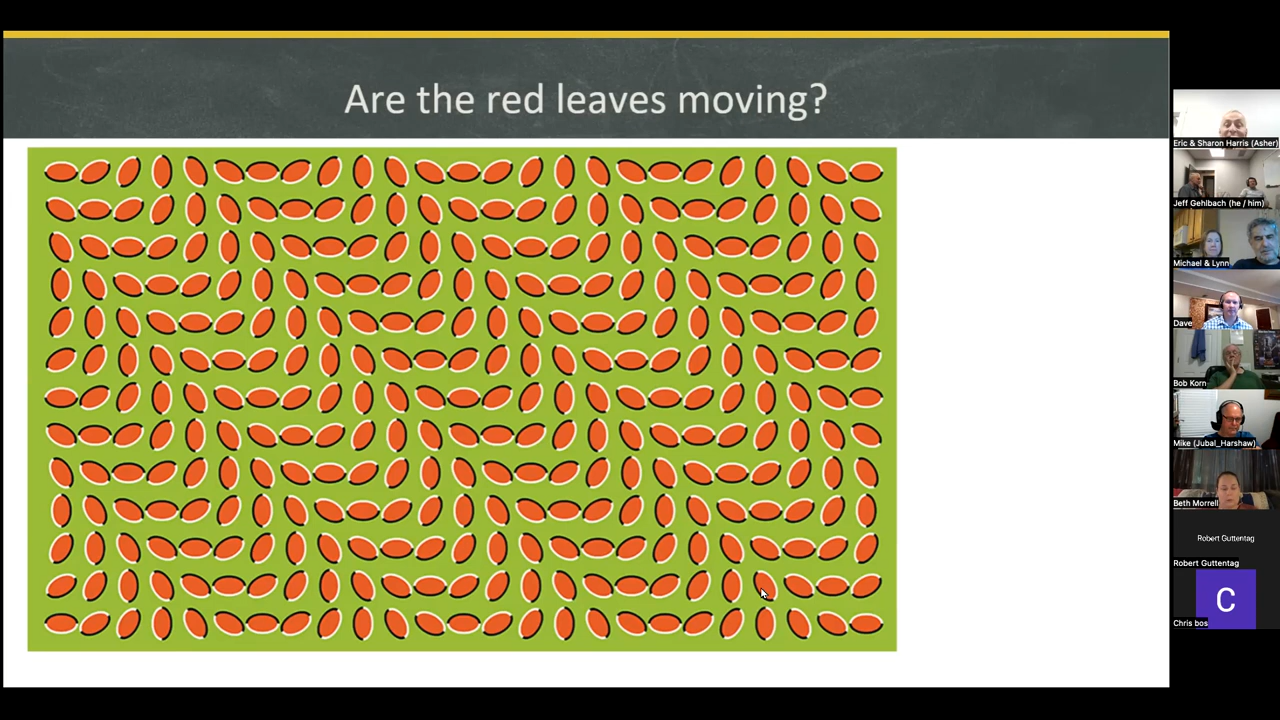 Are the red leaves moving?
Eric & Sharon Harris (Asher)
Jeff Gehlbach (he / him)
Michael & Lynn
Dave
Bob Korn
Mike (Jubal_Harshaw)
Beth Morrell
Robert Guttentag
Robert Guttentag
C
Chris bos